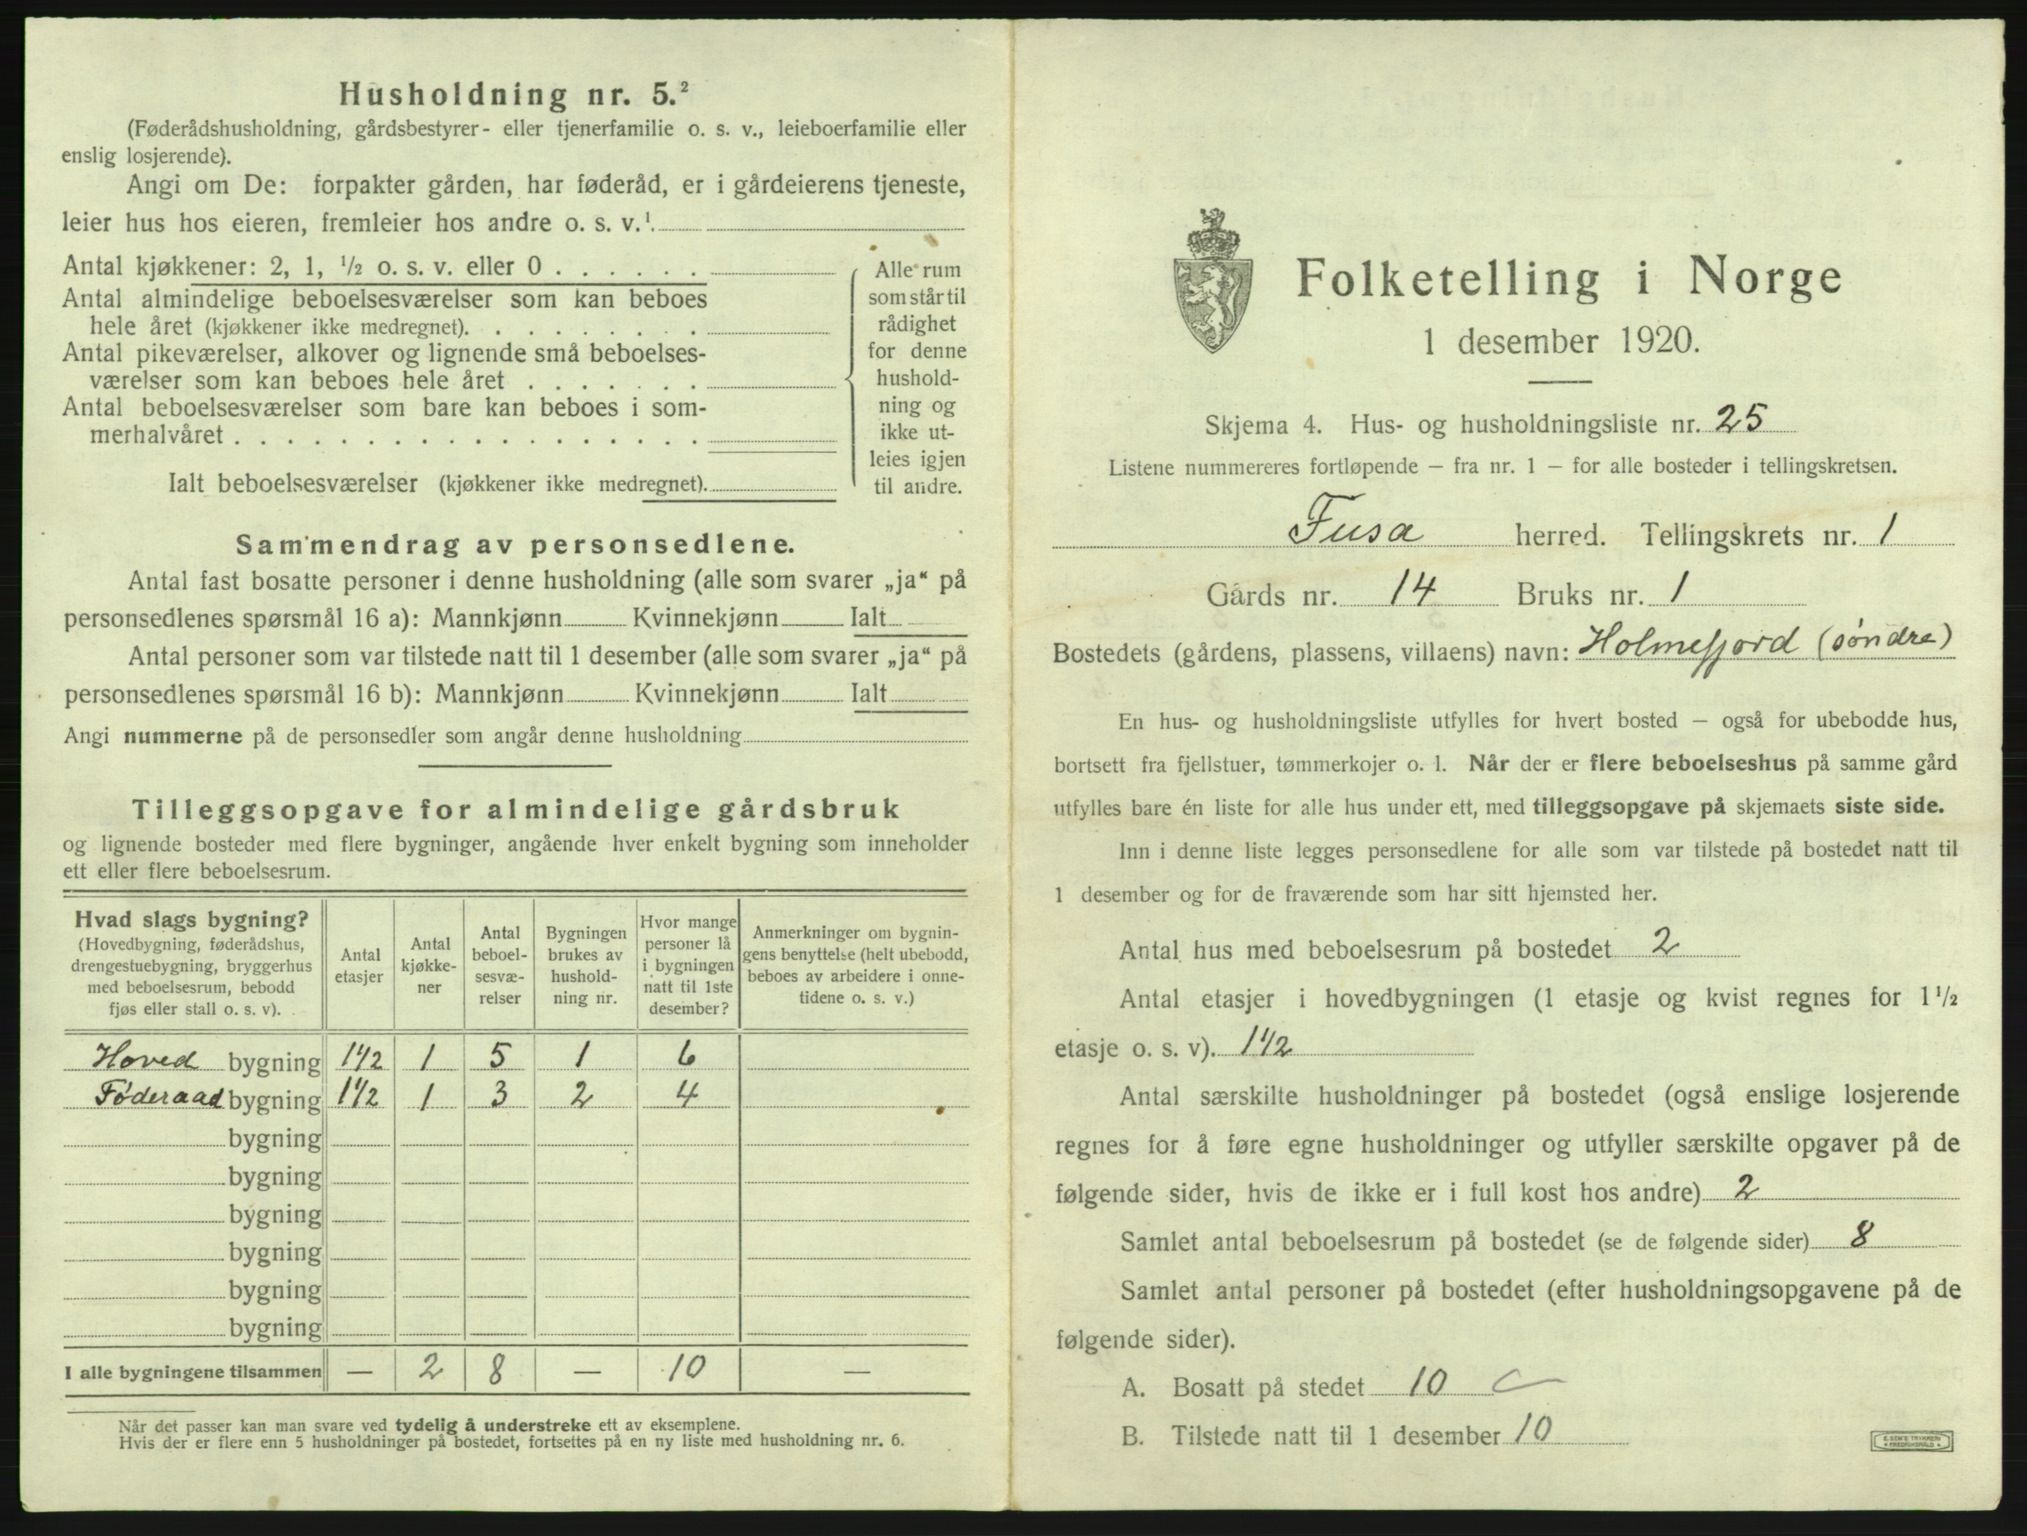 Husholdning nr. 5.²
(Føderådshusholdning, gårdsbestyrer- eller tjenerfamilie o. s. v., leieboerfamilie eller
enslig losjerende).
Angi om De: forpakter gården, har føderåd, er i gårdeierens tjeneste,
leier hus hos eieren, fremleier hos andre o. s. v.¹.
Antal kjøkkener: 2, 1, ½ o. s. v. eller 0 . . . . . .
Antal almindelige beboelsesværelser som kan beboes
hele året (kjøkkener ikke medregnet). . . . . . . . .
Antal pikeværelser, alkover og lignende små beboelses-
værelser som kan beboes hele året . . . . . . .
Antal beboelsesværelser som bare kan beboes i som-
merhalvåret . . . . . . . . . . . . . . . . . .
Ialt beboelsesværelser (kjøkkener ikke medregnet).
Alle rum
som står til
rådighet
for denne
hushold-
ning og
ikke ut-
leies igjen
til andre.
Sammendrag av personsedlene.
Antal fast bosatte personer i denne husholdning (alle som svarer „ja“ på
personsedlenes spørsmål 16 a): Mannkjønn Kvinnekjønn Ialt
Antal personer som var tilstede natt til 1 desember (alle som svarer „ja“ på
personsedlenes spørsmål 16 b): Mannkjønn Kvinnekjønn Ialt
Angi nummerne på de personsedler som angår denne husholdning
Tilleggsopgave for almindelige gårdsbruk
og lignende bosteder med flere bygninger, angående hver enkelt bygning som inneholder
ett eller flere beboelsesrum.
Hvad slags bygning?
(Hovedbygning, føderådshus,
drengestuebygning, bryggerhus
med beboelsesrum, bebodd
fjøs eller stall o. s. v).
Antal
etasjer
Antal
kjøkke-
ner
Antal
beboel-
sesvæ-
relser
Bygningen
brukes av
hushold-
ning nr.
Hvor mange
personer lå
i bygningen
natt til 1ste
desember?
Anmerkninger om bygnin-
gens benyttelse (helt ubebodd,
beboes av arbeidere i onne-
tidene o. s. v.)
Hoved bygning 1½ 1 5 1 6
Føderaad bygning 1½ 1 3 2 4
bygning
bygning
bygning
bygning
bygning
bygning
I alle bygningene tilsammen — 2 8 — 10 —
Når det passer kan man svare ved tydelig å understreke ett av eksemplene.
Hvis der er flere enn 5 husholdninger på bostedet, fortsettes på en ny liste med husholdning nr. 6.
Folketelling i Norge
1 desember 1920.
Skjema 4. Hus- og husholdningsliste nr. 25
Listene nummereres fortløpende – fra nr. 1 – for alle bosteder i tellingskretsen.
Fusa herred. Tellingskrets nr. 1
Gårds nr. 14 Bruks nr. 1
Bostedets (gårdens, plassens, villaens) navn: Holmefjord (søndre)
En hus- og husholdningsliste utfylles for hvert bosted – også for ubebodde hus,
bortsett fra fjellstuer, tømmerkojer o. l. Når der er flere beboelseshus på samme gård
utfylles bare én liste for alle hus under ett, med tilleggsopgave på skjemaets siste side.
Inn i denne liste legges personsedlene for alle som var tilstede på bostedet natt til
1 desember og for de fraværende som har sitt hjemsted her.
Antal hus med beboelsesrum på bostedet 2
Antal etasjer i hovedbygningen (1 etasje og kvist regnes for 1½
etasje o. s. v). 1½
Antal særskilte husholdninger på bostedet (også enslige losjerende
regnes for å føre egne husholdninger og utfyller særskilte opgaver på de
følgende sider, hvis de ikke er i full kost hos andre) 2
Samlet antal beboelsesrum på bostedet (se de følgende sider) 8
Samlet antal personer på bostedet (efter husholdningsopgavene på de
følgende sider).
A. Bosatt på stedet 10
B. Tilstede natt til 1 desember 10